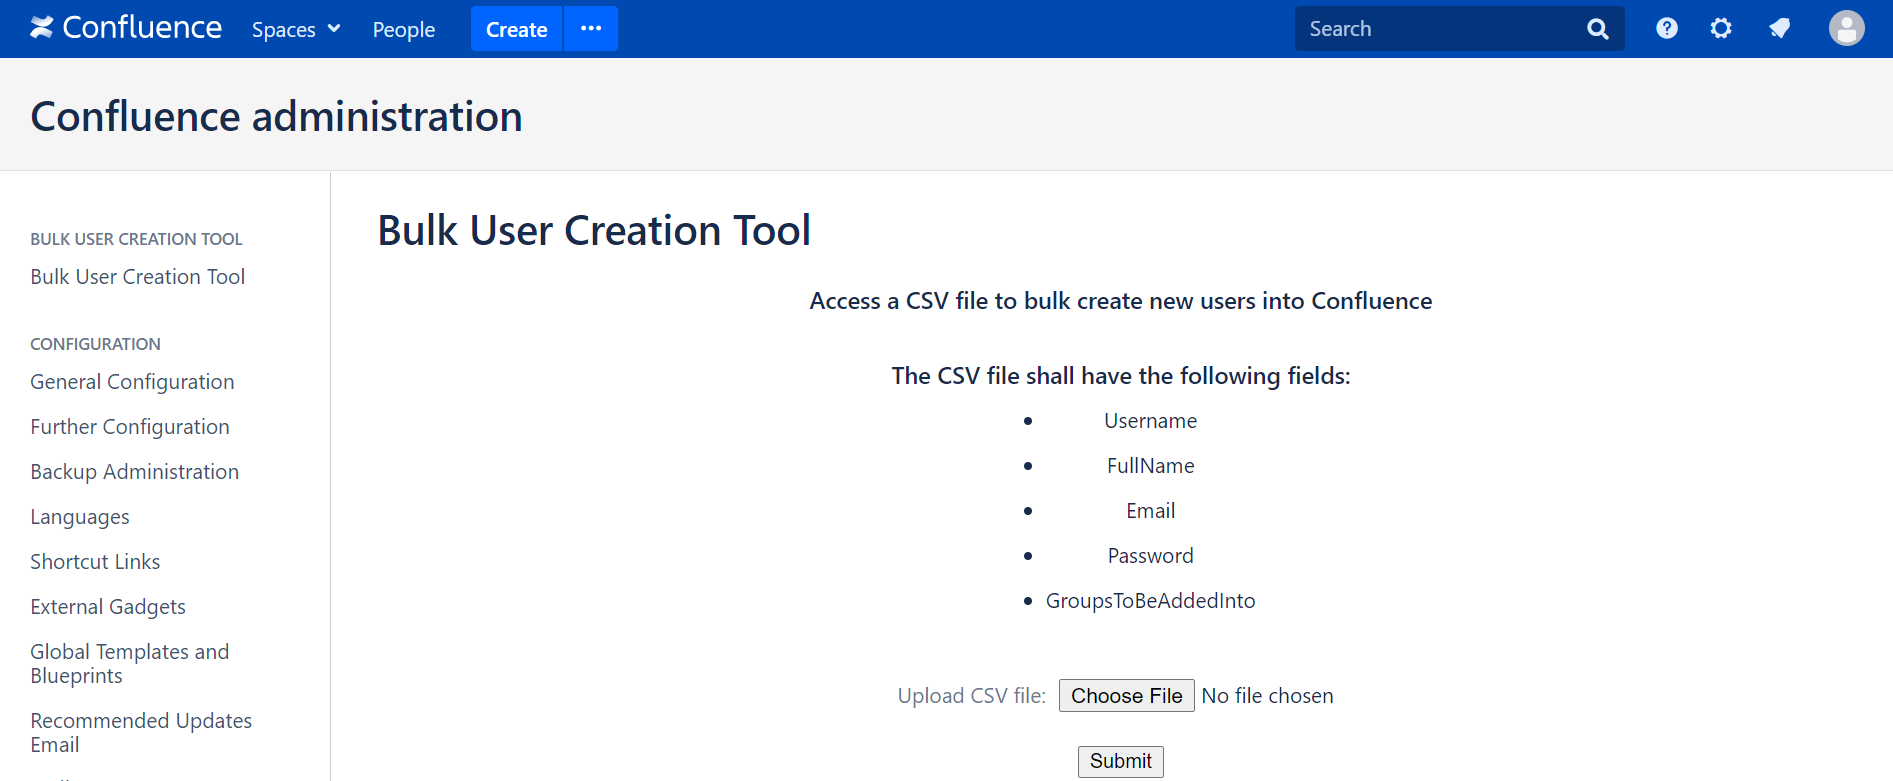 Confluence Spaces People Create ··· Search
Confluence administration
BULK USER CREATION TOOL
Bulk User Creation Tool
CONFIGURATION
General Configuration
Further Configuration
Backup Administration
Languages
Shortcut Links
External Gadgets
Global Templates and
Blueprints
Recommended Updates
Email
Bulk User Creation Tool
Access a CSV file to bulk create new users into Confluence
The CSV file shall have the following fields:
• Username
• FullName
• Email
• Password
• GroupsToBeAddedInto
Upload CSV file: Choose File No file chosen
Submit